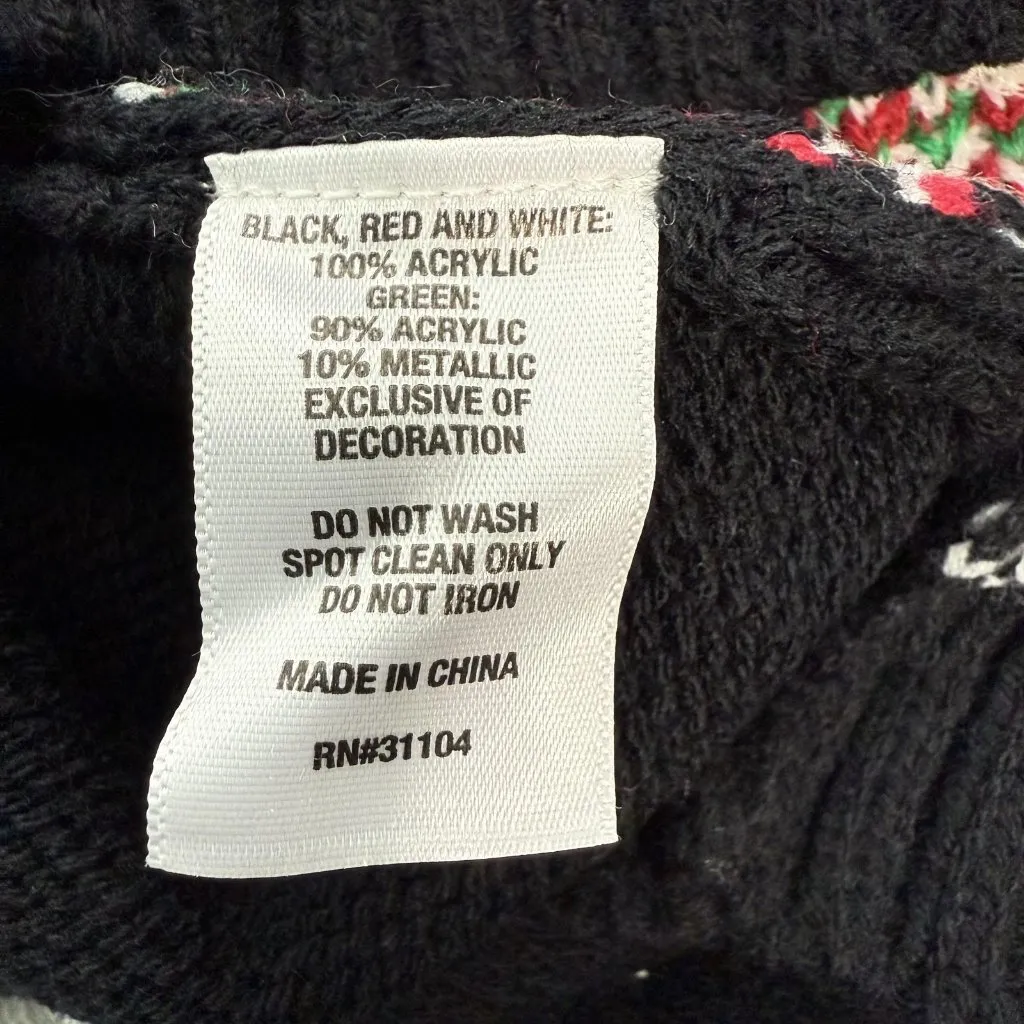 BLACK, RED AND WHITE:
100% ACRYLIC
GREEN:
90% ACRYLIC
10% METALLIC
EXCLUSIVE OF
DECORATION
DO NOT WASH
SPOT CLEAN ONLY
DO NOT IRON
MADE IN CHINA
RN#31104